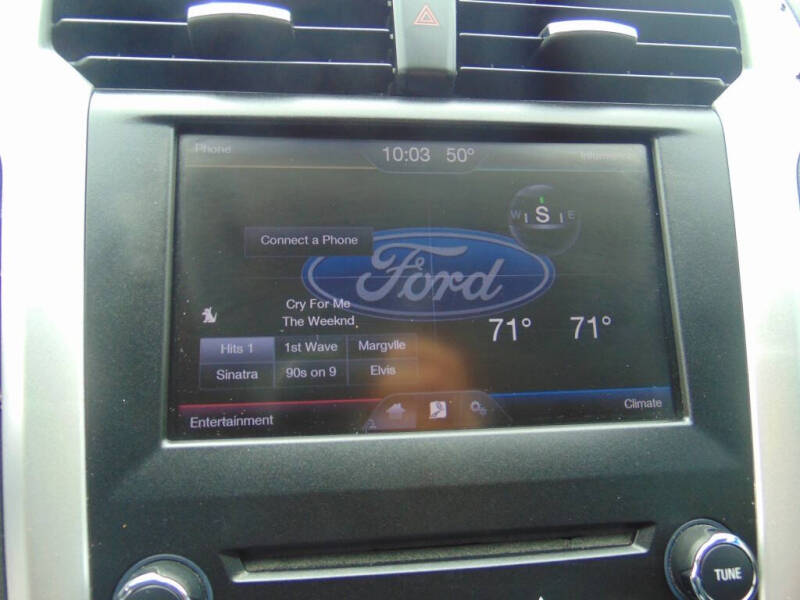 Phone 10:03 50° Information
W S E
Connect a Phone
Ford
Cry For Me
The Weeknd
71° 71°
Hits 1 1st Wave Margvlle
Sinatra 90s on 9 Elvis
Entertainment Climate
TUNE